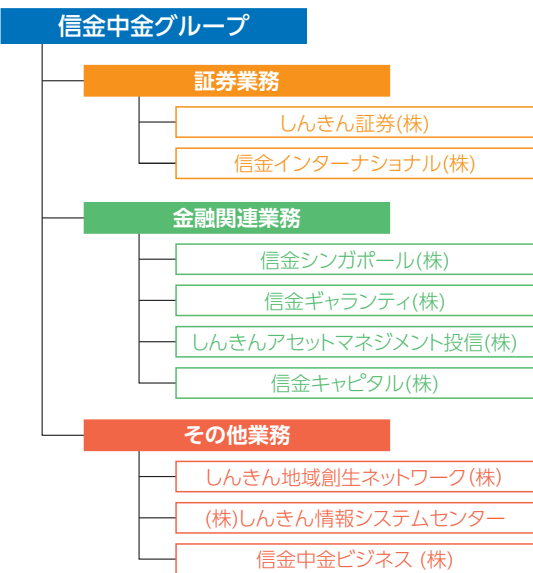 信金中金グループ
証券業務
しんきん証券(株)
信金インターナショナル(株)
金融関連業務
信金シンガポール(株)
信金ギャランティ(株)
しんきんアセットマネジメント投信(株)
信金キャピタル(株)
その他業務
しんきん地域創生ネットワーク(株)
(株)しんきん情報システムセンター
信金中金ビジネス (株)